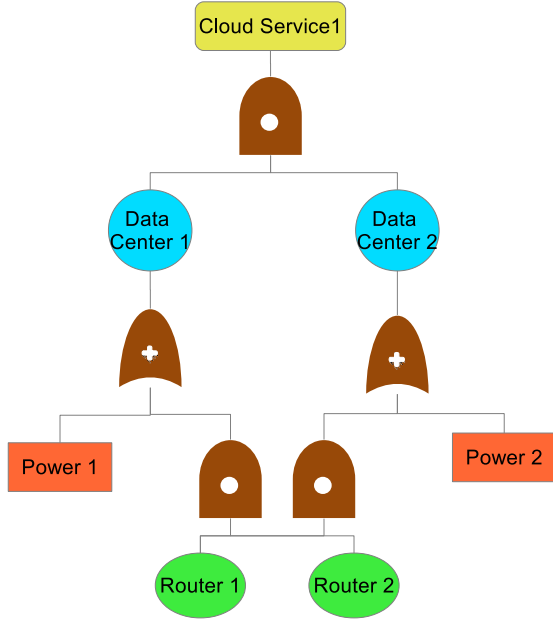 Cloud Service1
Data
Center 1
Data
Center 2
Power 1
Power 2
Router 1
Router 2